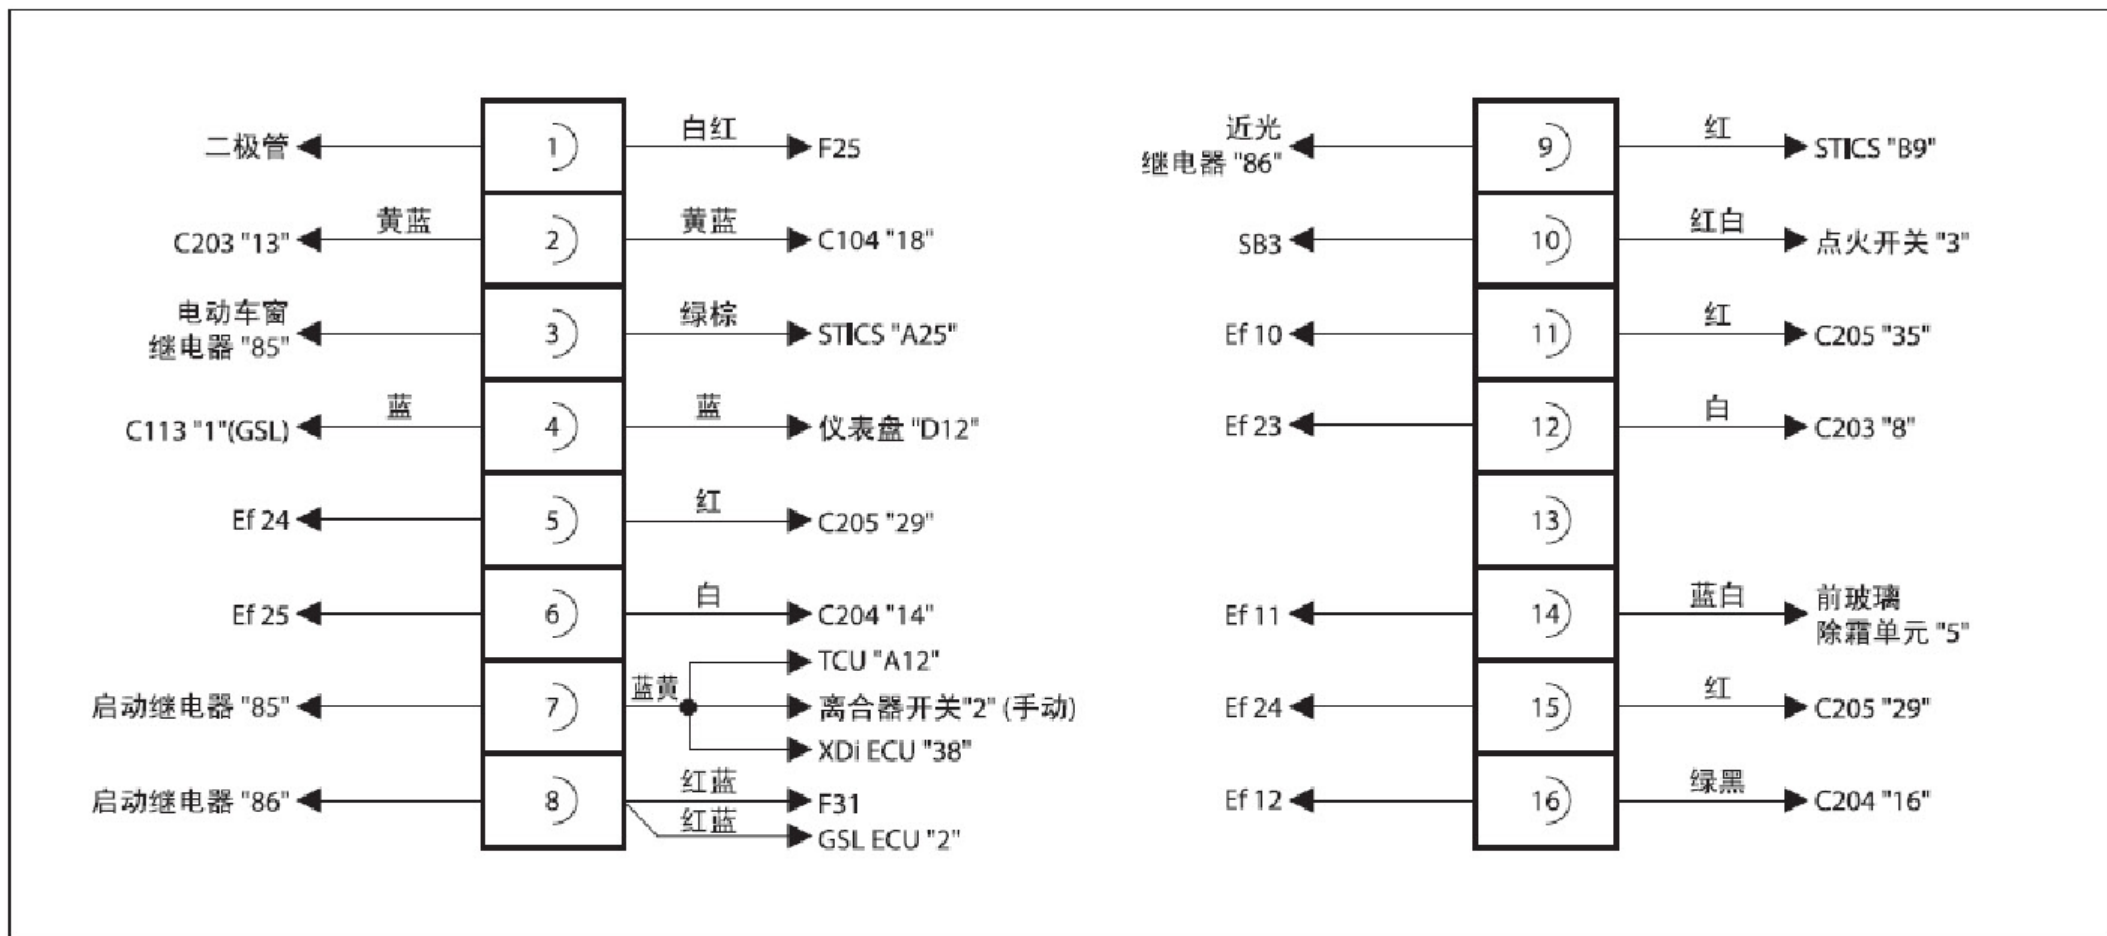 二极管
1
白红
F25
C203 "13"
黄蓝
2
黄蓝
C104 "18"
电动车窗
继电器 "85"
3
绿棕
STICS "A25"
C113 "1"(GSL)
蓝
4
蓝
仪表盘 "D12"
Ef 24
5
红
C205 "29"
Ef 25
6
白
C204 "14"
启动继电器 "85"
7
蓝黄
TCU "A12"
离合器开关"2" (手动)
XDi ECU "38"
启动继电器 "86"
8
红蓝
F31
红蓝
GSL ECU "2"
近光
继电器 "86"
9
红
STICS "B9"
SB3
10
红白
点火开关 "3"
Ef 10
11
红
C205 "35"
Ef 23
12
白
C203 "8"
13
Ef 11
14
蓝白
前玻璃
除霜单元 "5"
Ef 24
15
红
C205 "29"
Ef 12
16
绿黑
C204 "16"